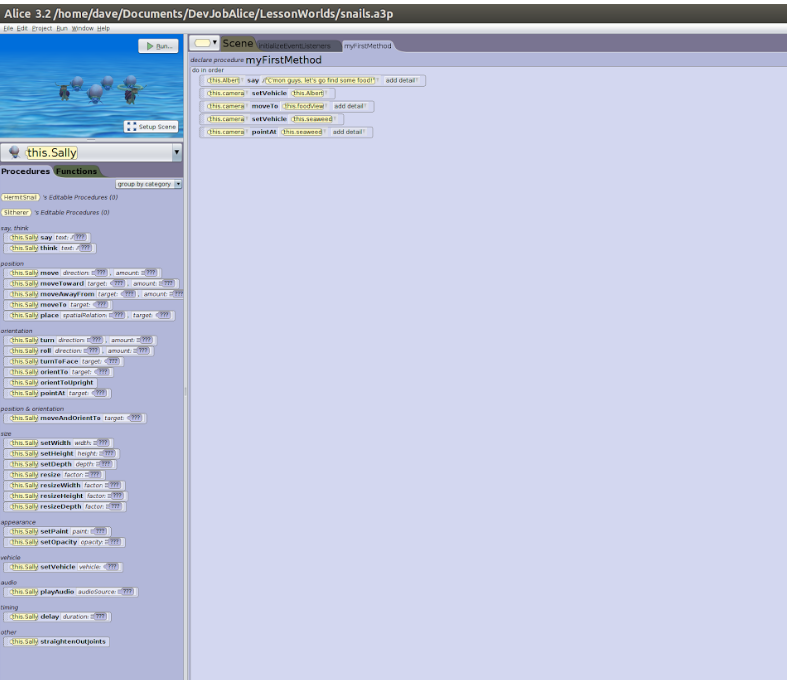 Alice 3.2 /home/dave/Documents/DevJobAlice/LessonWorlds/snails.a3p
File Edit Project Run Window Help
Run...
Setup Scene
this.Sally
Procedures Functions
group by category
HermitSnail 's Editable Procedures (0)
Slitherer 's Editable Procedures (0)
say, think
this.Sally say text: ???
this.Sally think text: ???
position
this.Sally move direction: ??? , amount: ???
this.Sally moveToward target: ??? , amount: ???
this.Sally moveAwayFrom target: ??? , amount: ???
this.Sally moveTo target: ???
this.Sally place spatialRelation: ??? , target: ???
orientation
this.Sally turn direction: ??? , amount: ???
this.Sally roll direction: ??? , amount: ???
this.Sally turnToFace target: ???
this.Sally orientTo target: ???
this.Sally orientToUpright
this.Sally pointAt target: ???
position & orientation
this.Sally moveAndOrientTo target: ???
size
this.Sally setWidth width: ???
this.Sally setHeight height: ???
this.Sally setDepth depth: ???
this.Sally resize factor: ???
this.Sally resizeWidth factor: ???
this.Sally resizeHeight factor: ???
this.Sally resizeDepth factor: ???
appearance
this.Sally setPaint paint: ???
this.Sally setOpacity opacity: ???
vehicle
this.Sally setVehicle vehicle: ???
audio
this.Sally playAudio audioSource: ???
timing
this.Sally delay duration: ???
other
this.Sally straightenOutJoints
Scene initializeEventListeners myFirstMethod
declare procedure myFirstMethod
do in order
this.Albert say "C'mon guys, let's go find some food!" add detail
this.camera setVehicle this.Albert
this.camera moveTo this.foodView add detail
this.camera setVehicle this.seaweed
this.camera pointAt this.seaweed add detail